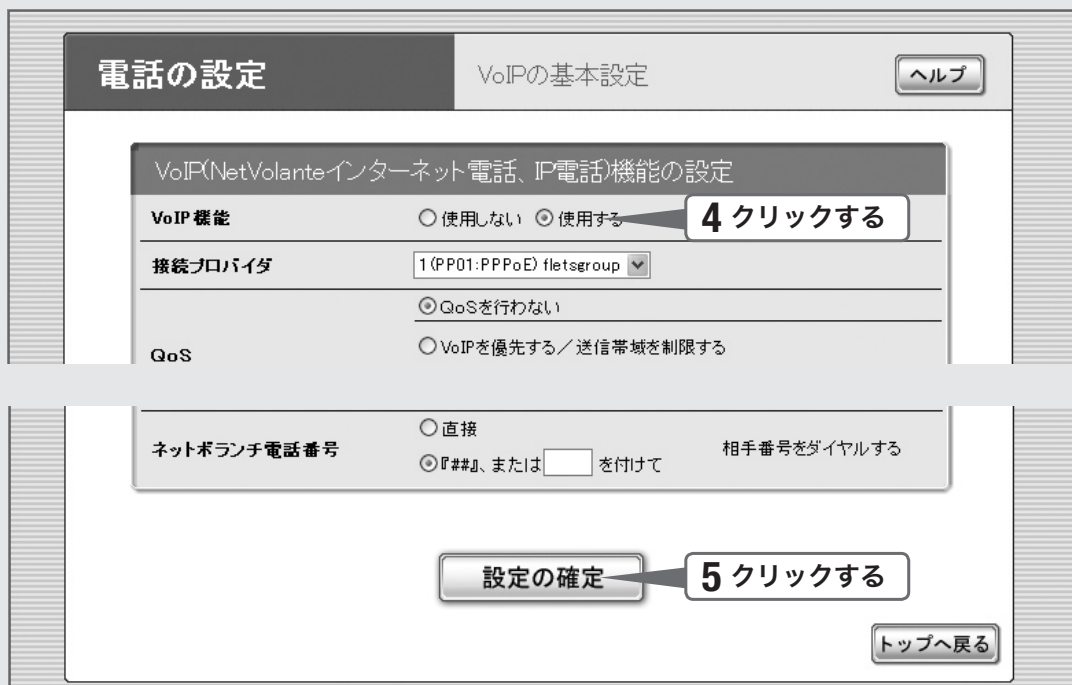 電話の設定 VoIPの基本設定 ヘルプ
VoIP(NetVolanteインターネット電話、IP電話)機能の設定
VoIP機能 使用しない 使用する 4 クリックする
接続プロバイダ 1(PP01:PPPoE) fletsgroup
QoSを行わない
QoS
VoIPを優先する／送信帯域を制限する
ネットボランチ電話番号
直接
『##』、または を付けて
相手番号をダイヤルする
設定の確定 5 クリックする
トップへ戻る